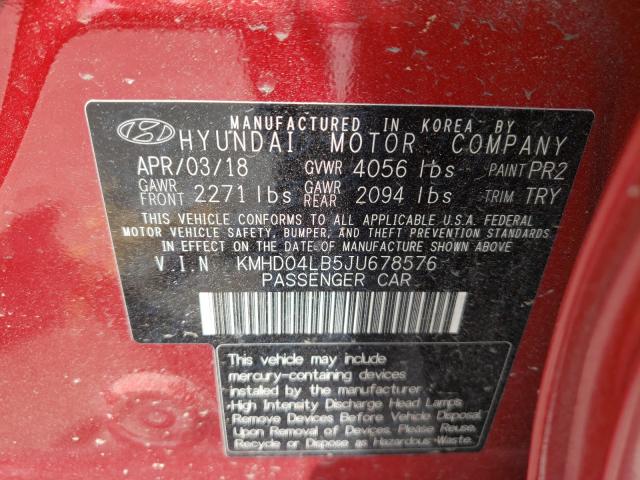 MANUFACTURED IN KOREA BY
HYUNDAI MOTOR COMPANY
APR/03/18 GVWR 4056 lbs PAINT PR2
GAWR FRONT 2271 lbs GAWR REAR 2094 lbs TRIM TRY
THIS VEHICLE CONFORMS TO ALL APPLICABLE U.S.A. FEDERAL
MOTOR VEHICLE SAFETY, BUMPER, AND THEFT PREVENTION STANDARDS
IN EFFECT ON THE DATE OF MANUFACTURE SHOWN ABOVE.
V.I.N KMHD04LB5JU678576
PASSENGER CAR
This vehicle may include
mercury-containing devices
installed by the manufacturer
-High Intensity Discharge Head Lamps
-Remove Devices Before Vehicle Disposal
Upon Removal of Devices Please Reuse,
Recycle or Dispose as Hazardous Waste.